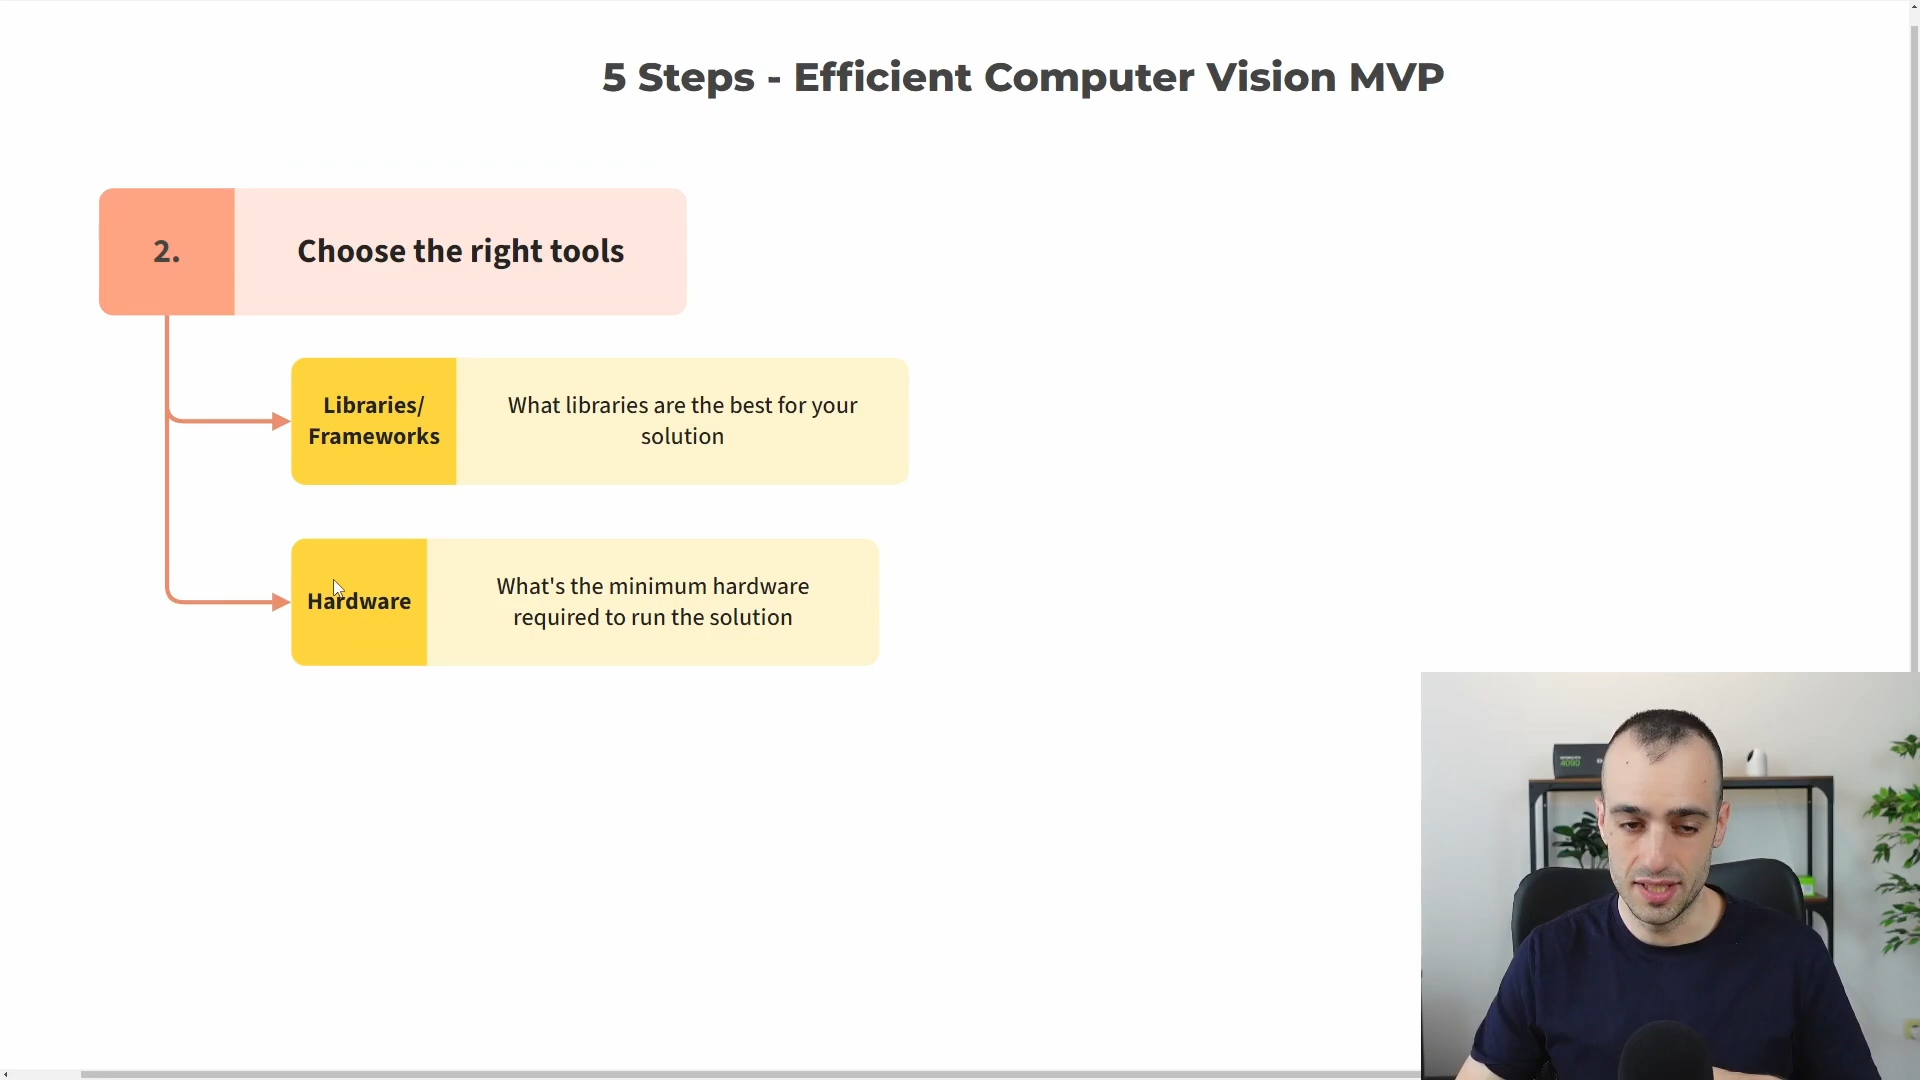 5 Steps - Efficient Computer Vision MVP
2.
Choose the right tools
Libraries/
Frameworks
What libraries are the best for your
solution
Hardware
What's the minimum hardware
required to run the solution
4090